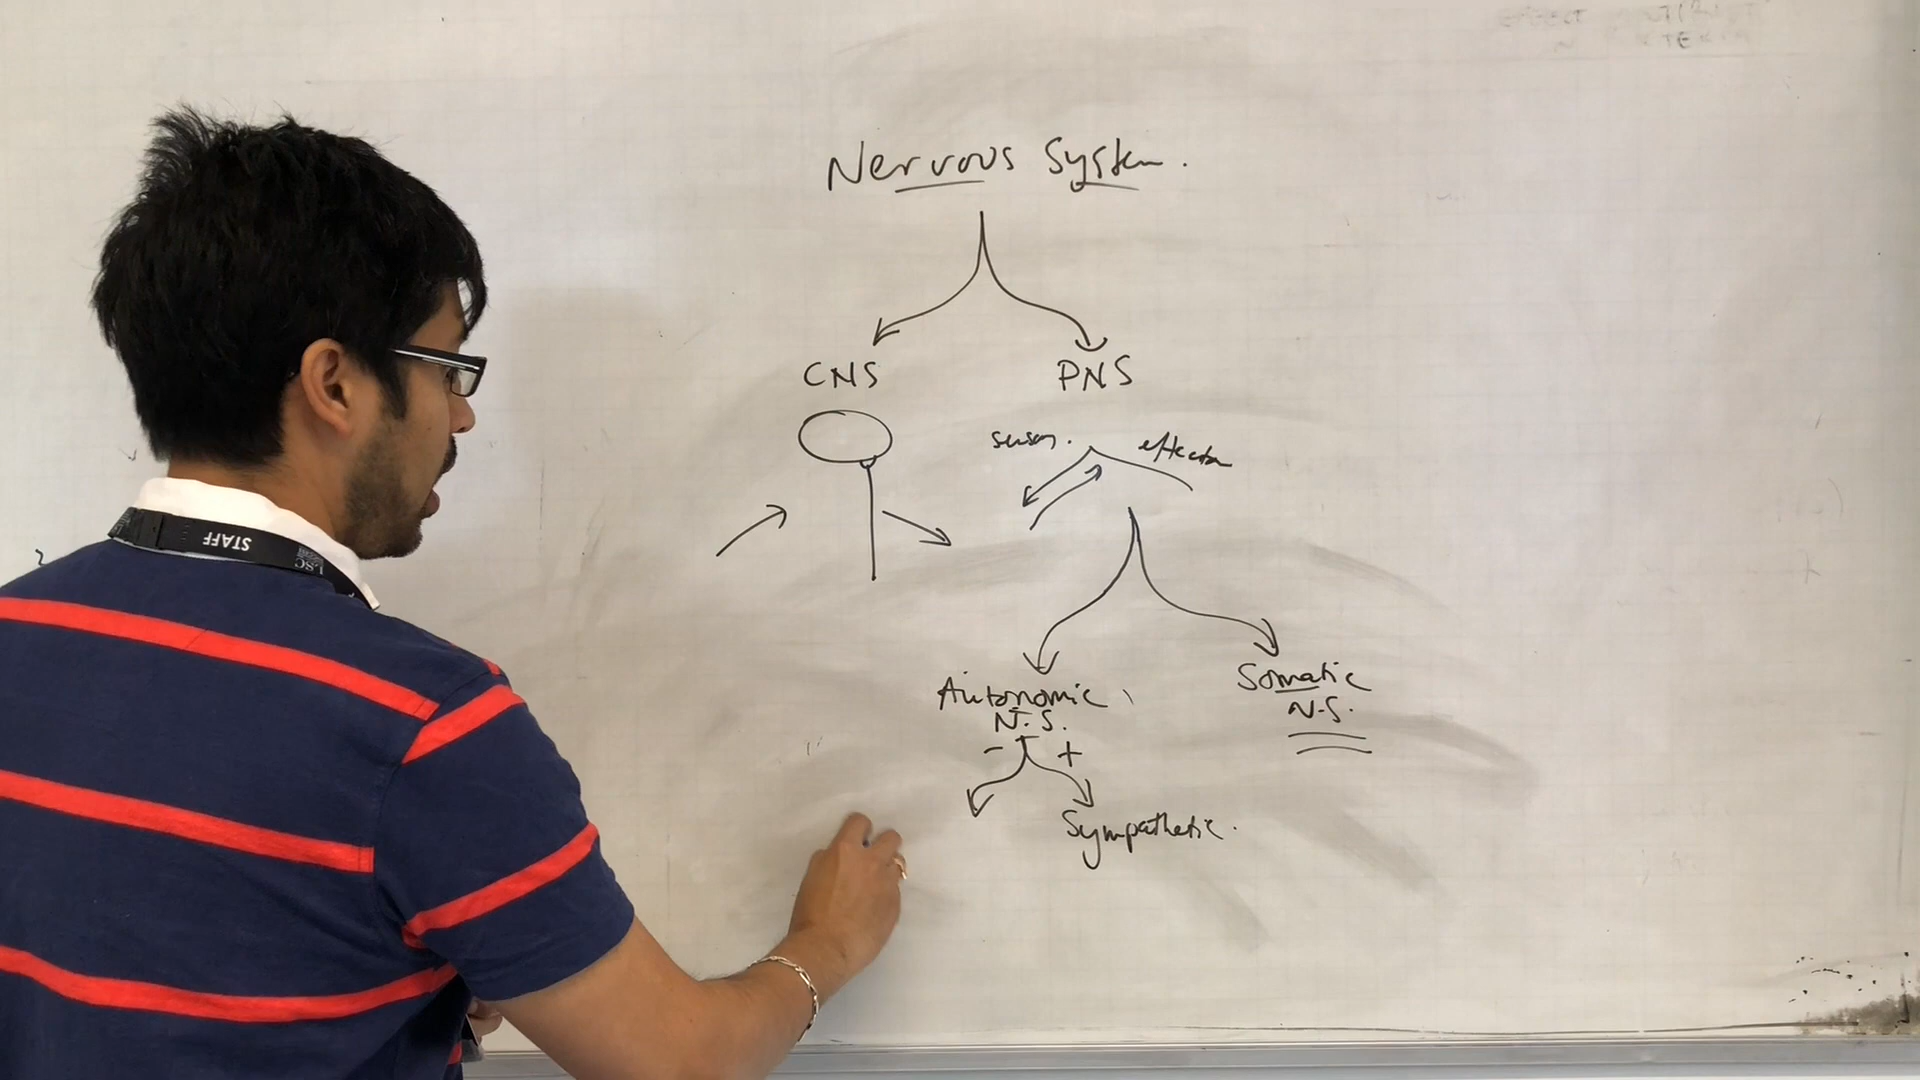 Nervous System.
CNS
PNS
sensory.
effector
Autonomic
N.S.
Somatic
N.S.
- +
Sympathetic.
STAFF